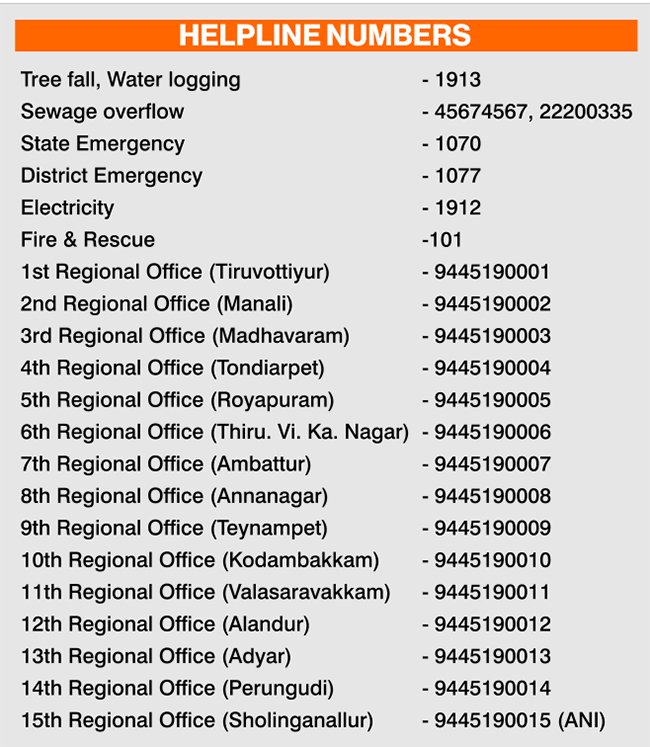 HELPLINE NUMBERS
Tree fall, Water logging - 1913
Sewage overflow - 45674567, 22200335
State Emergency - 1070
District Emergency - 1077
Electricity - 1912
Fire & Rescue -101
1st Regional Office (Tiruvottiyur) - 9445190001
2nd Regional Office (Manali) - 9445190002
3rd Regional Office (Madhavaram) - 9445190003
4th Regional Office (Tondiarpet) - 9445190004
5th Regional Office (Royapuram) - 9445190005
6th Regional Office (Thiru. Vi. Ka. Nagar) - 9445190006
7th Regional Office (Ambattur) - 9445190007
8th Regional Office (Annanagar) - 9445190008
9th Regional Office (Teynampet) - 9445190009
10th Regional Office (Kodambakkam) - 9445190010
11th Regional Office (Valasaravakkam) - 9445190011
12th Regional Office (Alandur) - 9445190012
13th Regional Office (Adyar) - 9445190013
14th Regional Office (Perungudi) - 9445190014
15th Regional Office (Sholinganallur) - 9445190015 (ANI)